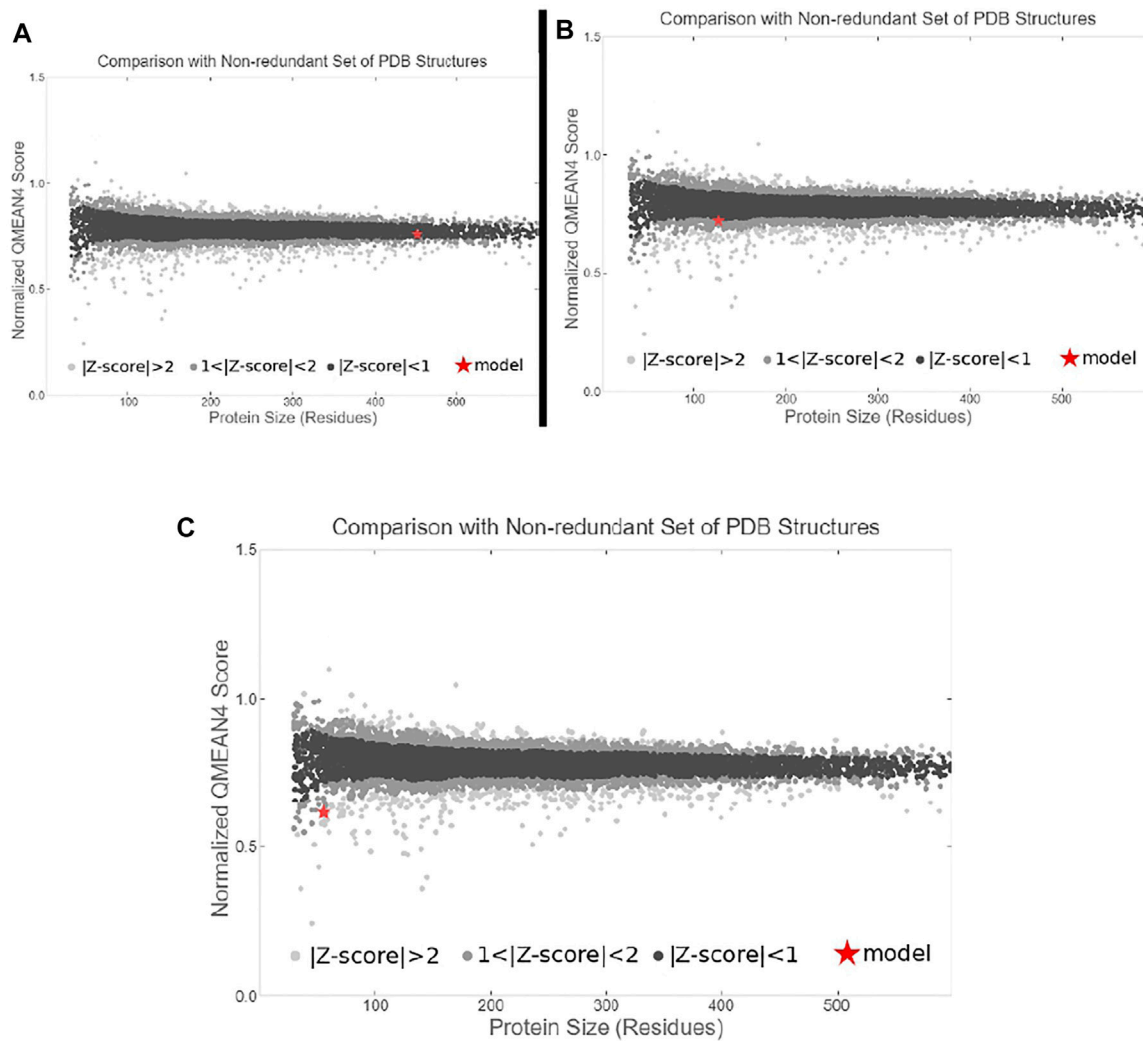 A
Comparison with Non-redundant Set of PDB Structures
1.5
1.0
0.5
0.0
Normalized QMEAN4 Score
|Z-score|>2 1<|Z-score|<2 |Z-score|<1 model
100 200 300 400 500
Protein Size (Residues)
B
Comparison with Non-redundant Set of PDB Structures
1.5
1.0
0.5
0.0
Normalized QMEAN4 Score
|Z-score|>2 1<|Z-score|<2 |Z-score|<1 model
100 200 300 400 500
Protein Size (Residues)
C
Comparison with Non-redundant Set of PDB Structures
1.5
1.0
0.5
0.0
Normalized QMEAN4 Score
|Z-score|>2 1<|Z-score|<2 |Z-score|<1 model
100 200 300 400 500
Protein Size (Residues)